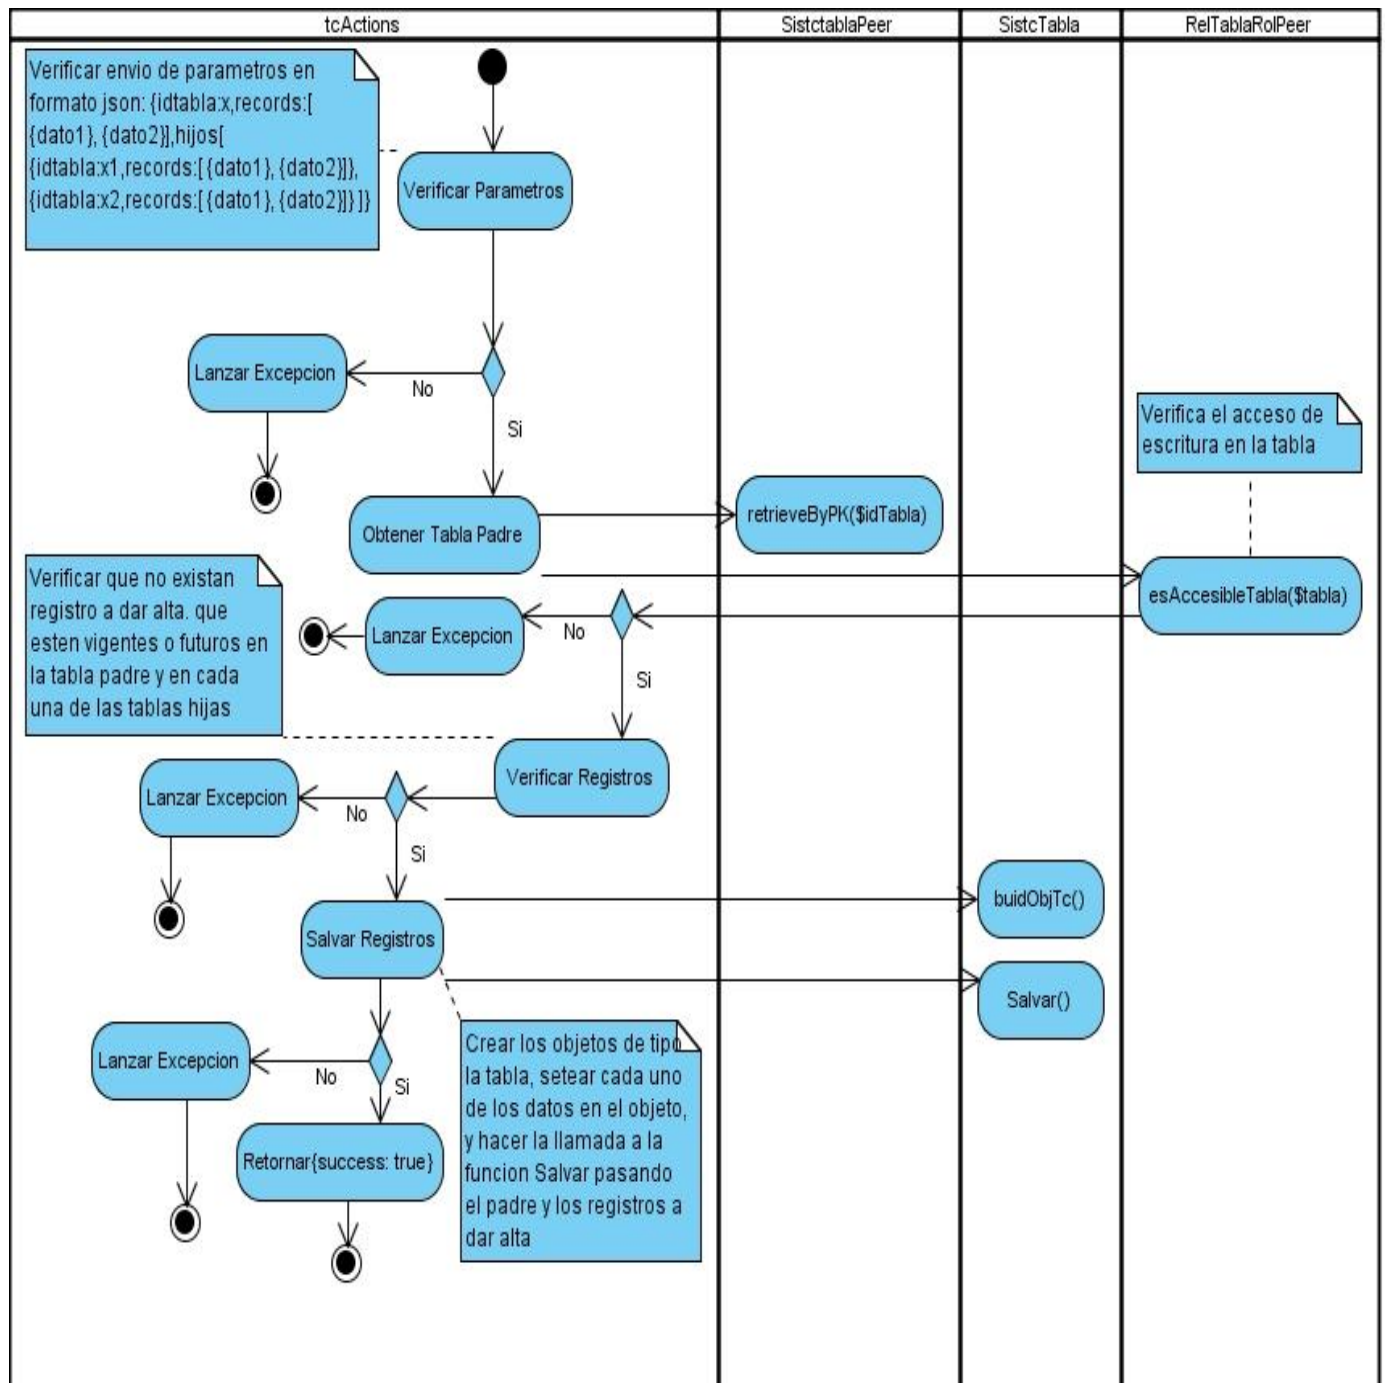 tcActions
SistctablaPeer
SistcTabla
RelTablaRolPeer
Verificar envio de parametros en
formato json: {idtabla:x,records:[
{dato1}, {dato2}],hijos[
{idtabla:x1,records:[{dato1}, {dato2}]},
{idtabla:x2,records:[{dato1}, {dato2}]}]}
Verificar Parametros
Lanzar Excepcion
No
Si
Verifica el acceso de
escritura en la tabla
Obtener Tabla Padre
retrieveByPK($idTabla)
esAccesibleTabla($tabla)
Verificar que no existan
registro a dar alta. que
esten vigentes o futuros en
la tabla padre y en cada
una de las tablas hijas
Lanzar Excepcion
No
Si
Verificar Registros
Lanzar Excepcion
No
Si
Salvar Registros
buidObjTc()
Salvar()
Lanzar Excepcion
No
Si
Crear los objetos de tipo
la tabla, setear cada uno
de los datos en el objeto,
y hacer la llamada a la
funcion Salvar pasando
el padre y los registros a
dar alta
Retornar{success: true}